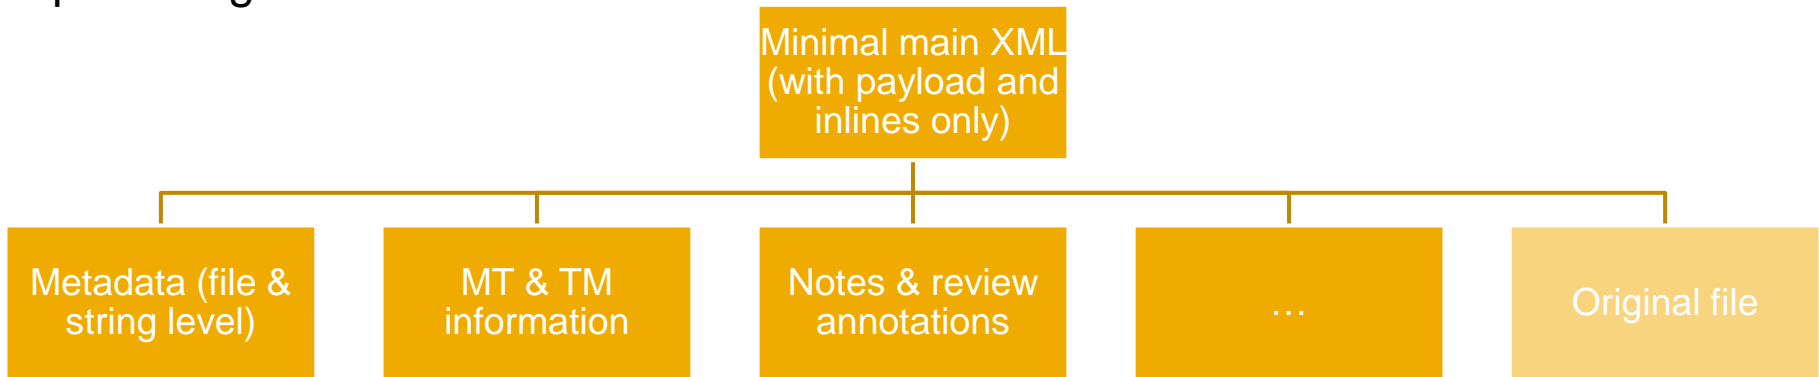 Minimal main XML
(with payload and
inlines only)
Metadata (file &
string level)
MT & TM
information
Notes & review
annotations
…
Original file